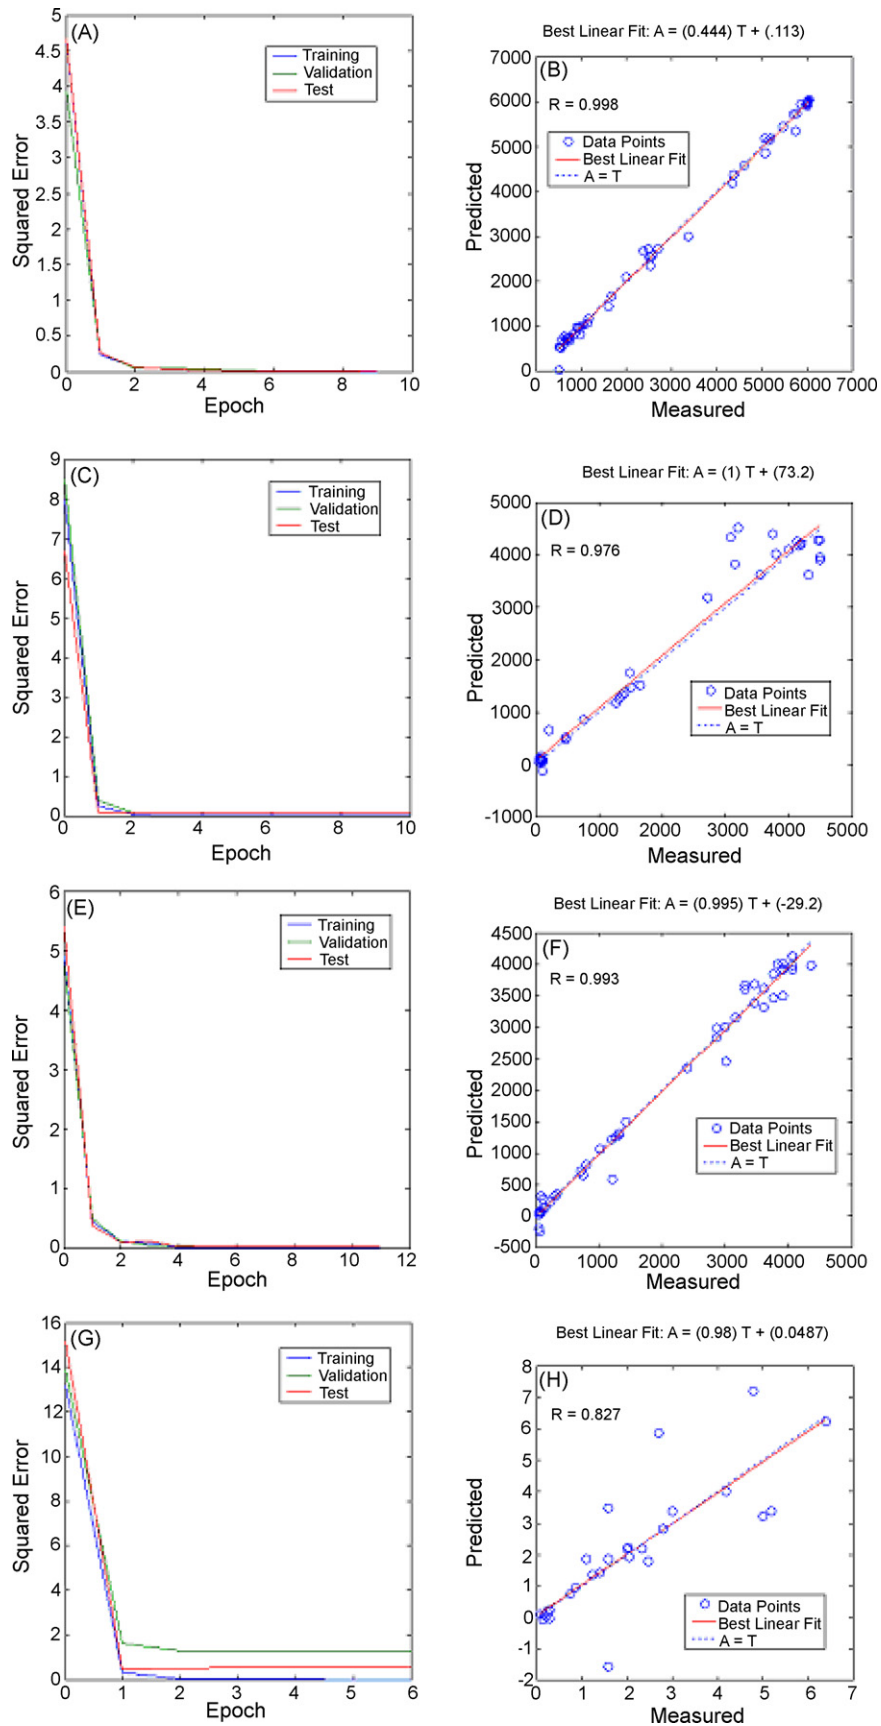 (A)
Training
Validation
Test
Squared Error
5
4.5
4
3.5
3
2.5
2
1.5
1
0.5
0
0 2 4 6 8 10
Epoch
Best Linear Fit: A = (0.444) T + (.113)
(B)
R = 0.998
Data Points
Best Linear Fit
A = T
Predicted
7000
6000
5000
4000
3000
2000
1000
0
0 1000 2000 3000 4000 5000 6000 7000
Measured
(C)
Training
Validation
Test
Squared Error
9
8
7
6
5
4
3
2
1
0
0 2 4 6 8 10
Epoch
Best Linear Fit: A = (1) T + (73.2)
(D)
R = 0.976
Data Points
Best Linear Fit
A = T
Predicted
5000
4000
3000
2000
1000
0
-1000
0 1000 2000 3000 4000 5000
Measured
(E)
Training
Validation
Test
Squared Error
6
5
4
3
2
1
0
0 2 4 6 8 10 12
Epoch
Best Linear Fit: A = (0.995) T + (-29.2)
(F)
R = 0.993
Data Points
Best Linear Fit
A = T
Predicted
4500
4000
3500
3000
2500
2000
1500
1000
500
0
-500
0 1000 2000 3000 4000 5000
Measured
(G)
Training
Validation
Test
Squared Error
16
14
12
10
8
6
4
2
0
0 1 2 3 4 5 6
Epoch
Best Linear Fit: A = (0.98) T + (0.0487)
(H)
R = 0.827
Data Points
Best Linear Fit
A = T
Predicted
8
7
6
5
4
3
2
1
0
-1
-2
0 1 2 3 4 5 6 7
Measured